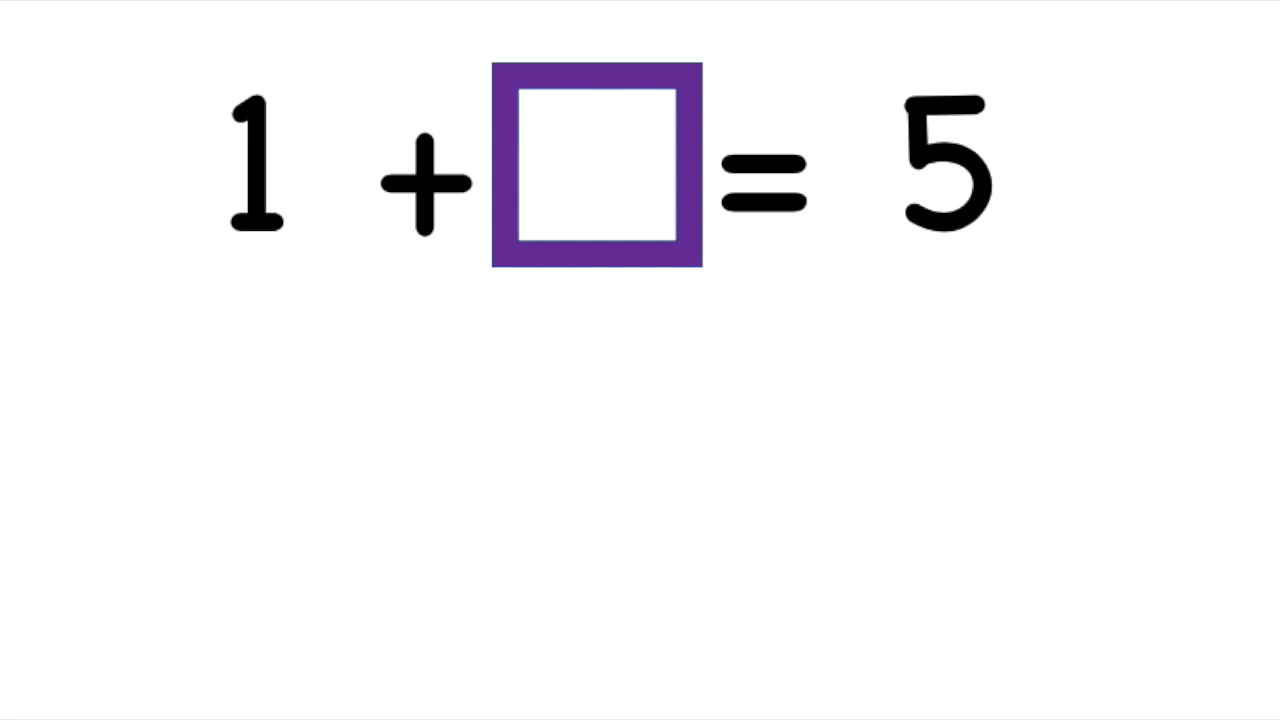 1 + = 5